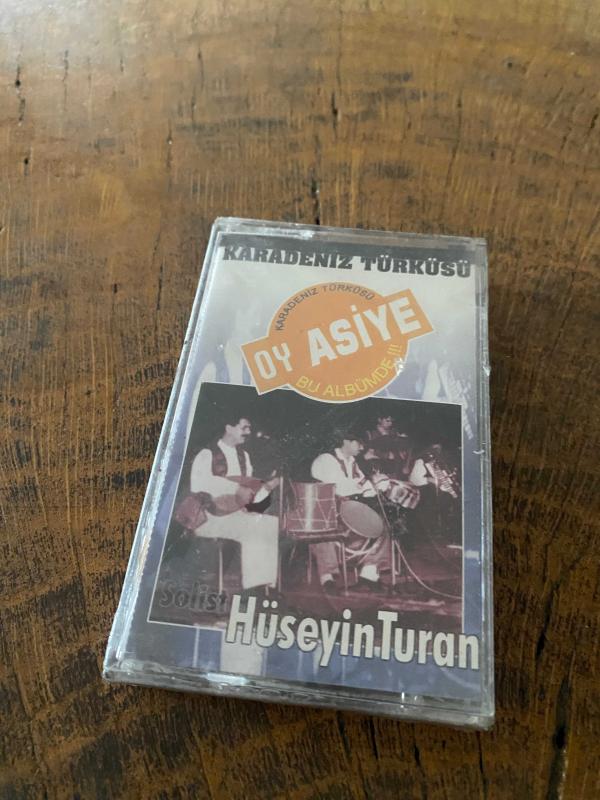 KARADENİZ TÜRKÜSÜ
KARADENİZ TÜRKÜSÜ
OY ASİYE
BU ALBÜMDE!!!
Solist
Hüseyin Turan